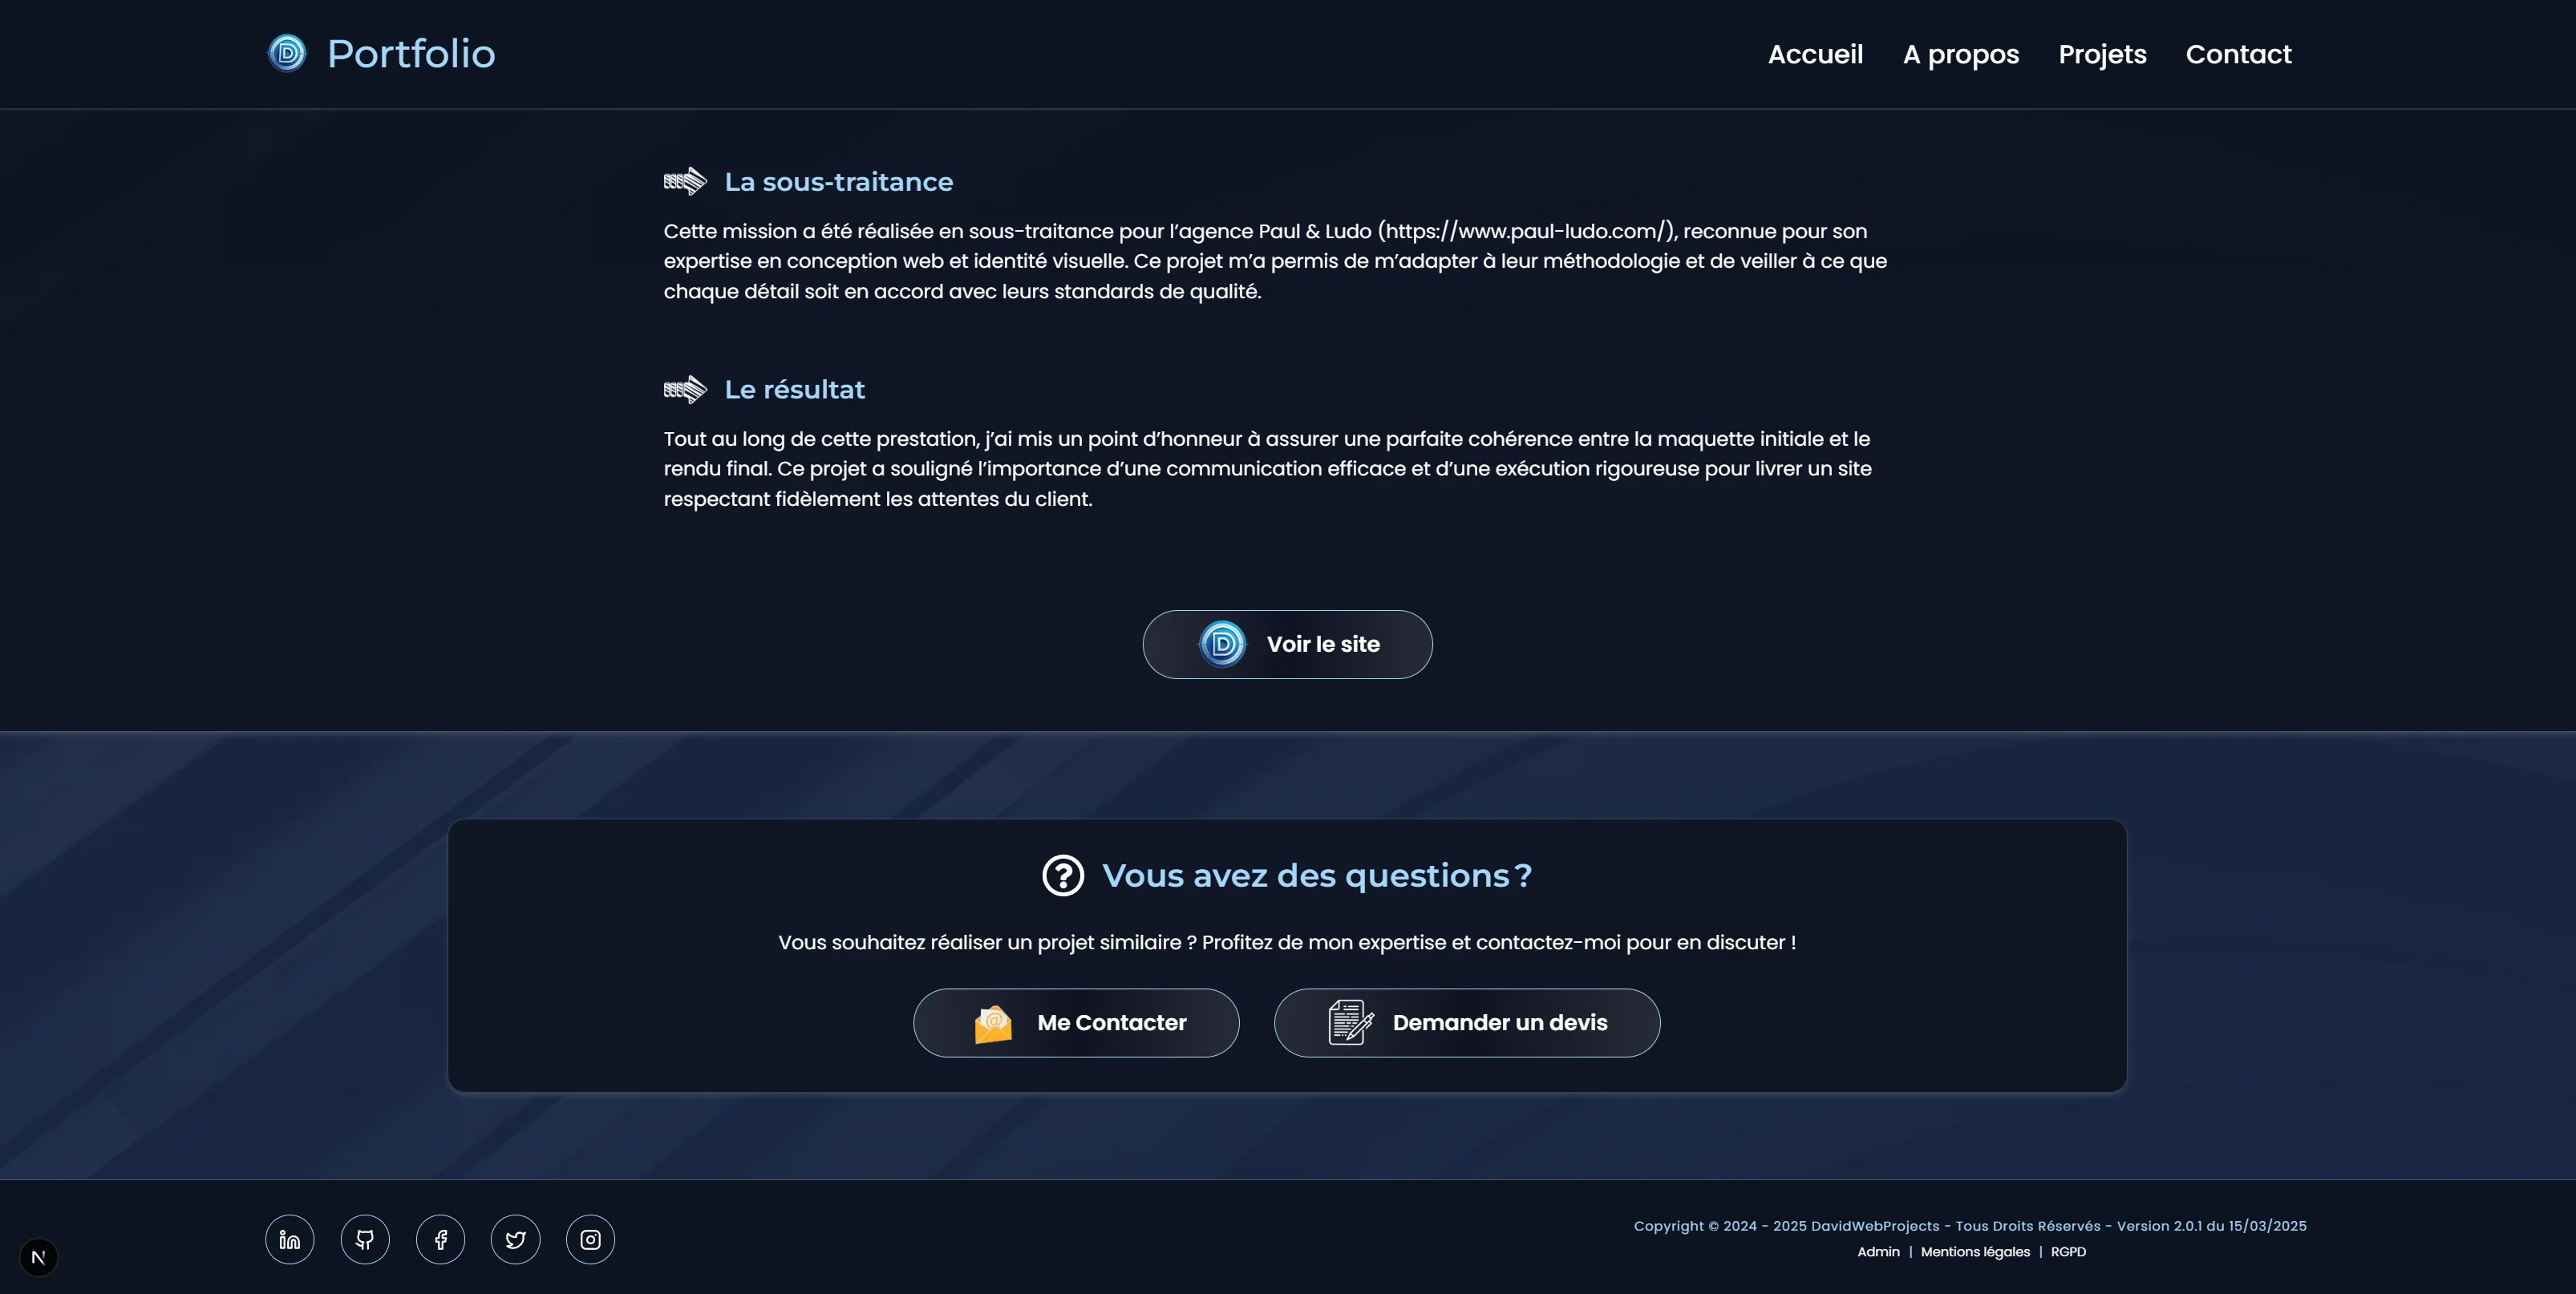 Portfolio
Accueil A propos Projets Contact
La sous-traitance
Cette mission a été réalisée en sous-traitance pour l’agence Paul & Ludo (https://www.paul-ludo.com/), reconnue pour son
expertise en conception web et identité visuelle. Ce projet m’a permis de m’adapter à leur méthodologie et de veiller à ce que
chaque détail soit en accord avec leurs standards de qualité.
Le résultat
Tout au long de cette prestation, j’ai mis un point d’honneur à assurer une parfaite cohérence entre la maquette initiale et le
rendu final. Ce projet a souligné l’importance d’une communication efficace et d’une exécution rigoureuse pour livrer un site
respectant fidèlement les attentes du client.
D Voir le site
Vous avez des questions ?
Vous souhaitez réaliser un projet similaire ? Profitez de mon expertise et contactez-moi pour en discuter !
Me Contacter
Demander un devis
Copyright © 2024 - 2025 DavidWebProjects - Tous Droits Réservés - Version 2.0.1 du 15/03/2025
Admin | Mentions légales | RGPD
N